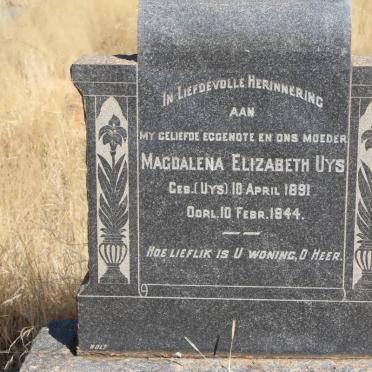 In Liefdevolle Herinnering
aan
my geliefde eggenote en ons moeder
Magdalena Elizabeth Uys
Geb. (Uys) 10 April 1891
Oorl. 10 Febr. 1944.
Hoe lieflik is U woning, O Heer.
HOLT